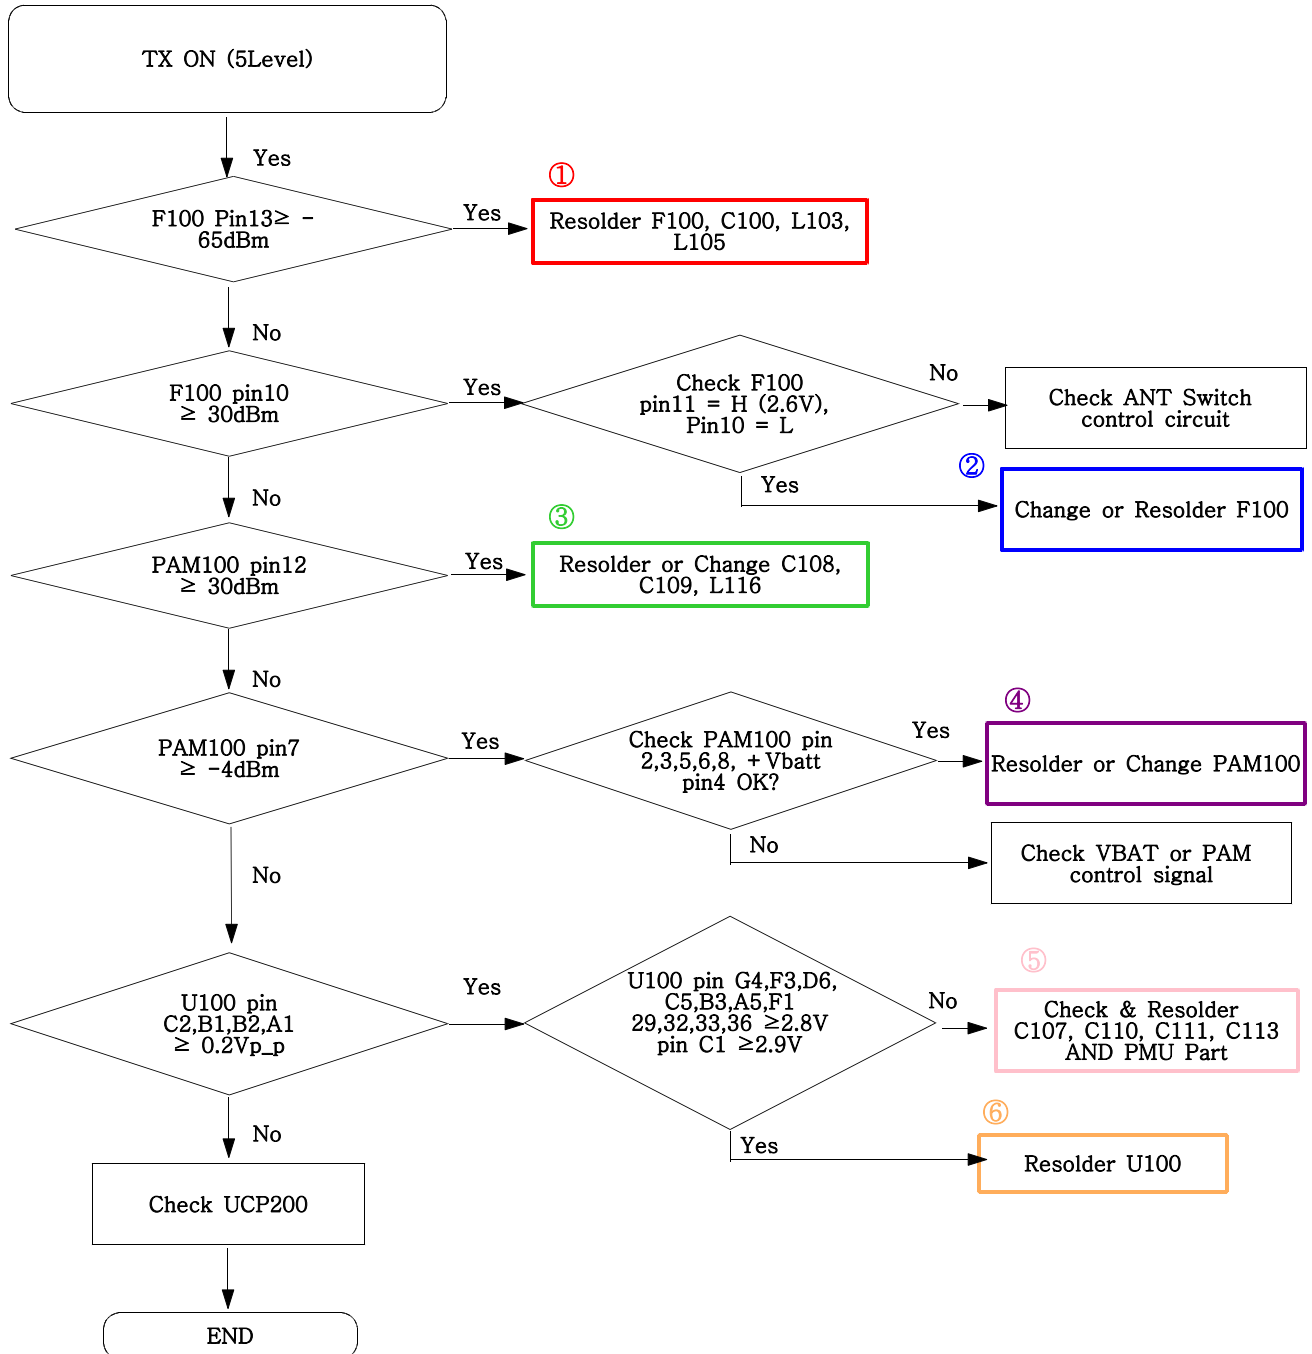 TX ON (5Level)
Yes
①
F100 Pin13≥ -
65dBm
Yes
Resolder F100, C100, L103,
L105
No
F100 pin10
≥ 30dBm
Yes
Check F100
pin11 = H (2.6V),
Pin10 = L
No
Check ANT Switch
control circuit
Yes
②
Change or Resolder F100
No
③
PAM100 pin12
≥ 30dBm
Yes
Resolder or Change C108,
C109, L116
No
④
PAM100 pin7
≥ -4dBm
Yes
Check PAM100 pin
2,3,5,6,8, +Vbatt
pin4 OK?
Yes
Resolder or Change PAM100
No
Check VBAT or PAM
control signal
No
⑤
U100 pin
C2,B1,B2,A1
≥ 0.2Vp_p
Yes
U100 pin G4,F3,D6,
C5,B3,A5,F1
29,32,33,36 ≥2.8V
pin C1 ≥2.9V
No
Check & Resolder
C107, C110, C111, C113
AND PMU Part
⑥
No
Yes
Resolder U100
Check UCP200
END